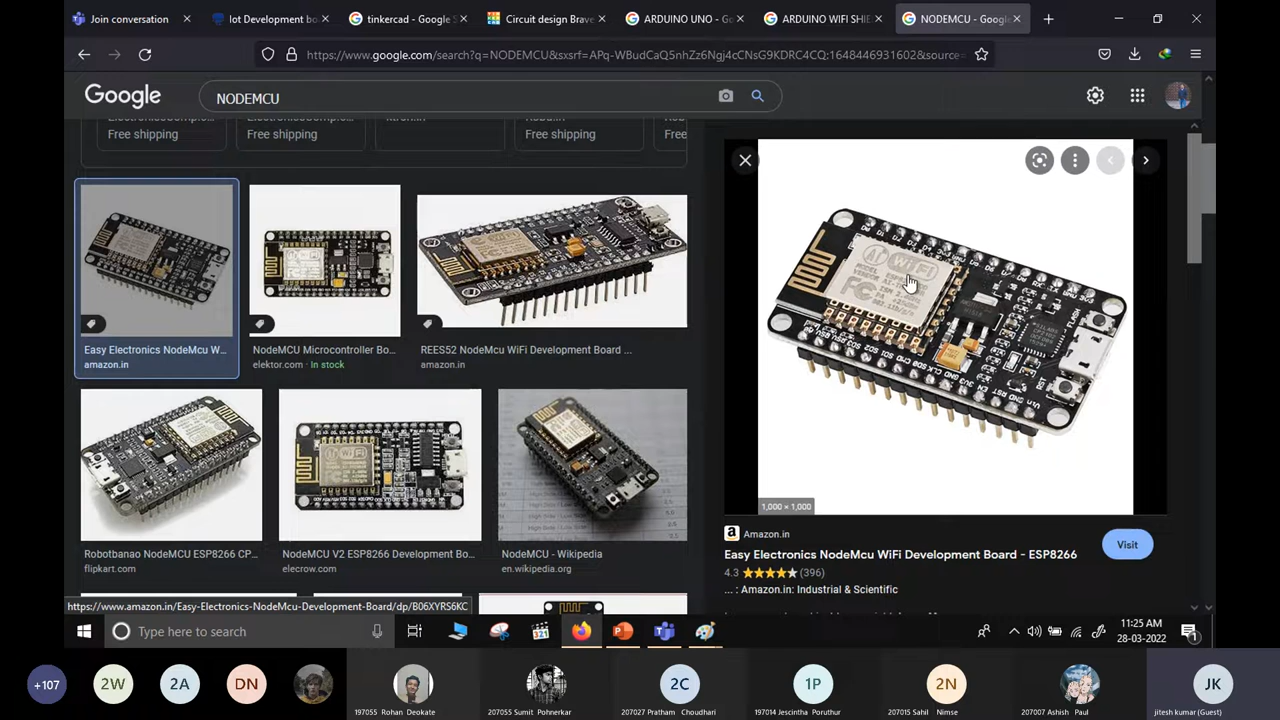 Join conversation
Iot Development bo
tinkercad - Google S
Circuit design Brave
ARDUINO UNO - Go
ARDUINO WIFI SHIE
NODEMCU - Google
https://www.google.com/search?q=NODEMCU&sxsrf=APq-WBudCaQ5nhZz6Ngj4cCNsG9KDRC4CQ:1648446931602&source=
Google
NODEMCU
Free shipping
Free shipping
Free shipping
Easy Electronics NodeMcu W...
amazon.in
NodeMCU Microcontroller Bo...
elektor.com · In stock
REES52 NodeMcu WiFi Development Board ...
amazon.in
Robotbanao NodeMCU ESP8266 CP...
flipkart.com
NodeMCU V2 ESP8266 Development Bo...
elecrow.com
NodeMCU - Wikipedia
en.wikipedia.org
WiFi
FC
FLASH
RST
1,000 × 1,000
Amazon.in
Visit
Easy Electronics NodeMcu WiFi Development Board - ESP8266
4.3 ★★★★★ (396)
... : Amazon.in: Industrial & Scientific
https://www.amazon.in/Easy-Electronics-NodeMcu-Development-Board/dp/B06XYRS6KC
Type here to search
321
11:25 AM
28-03-2022
1
+107
2W
2A
DN
197055 Rohan Deokate
207055 Sumit Pohnerkar
2C
207027 Pratham Choudhari
1P
197014 Jescintha Poruthur
2N
207015 Sahil Nimse
207007 Ashish Paul
JK
jitesh kumar (Guest)